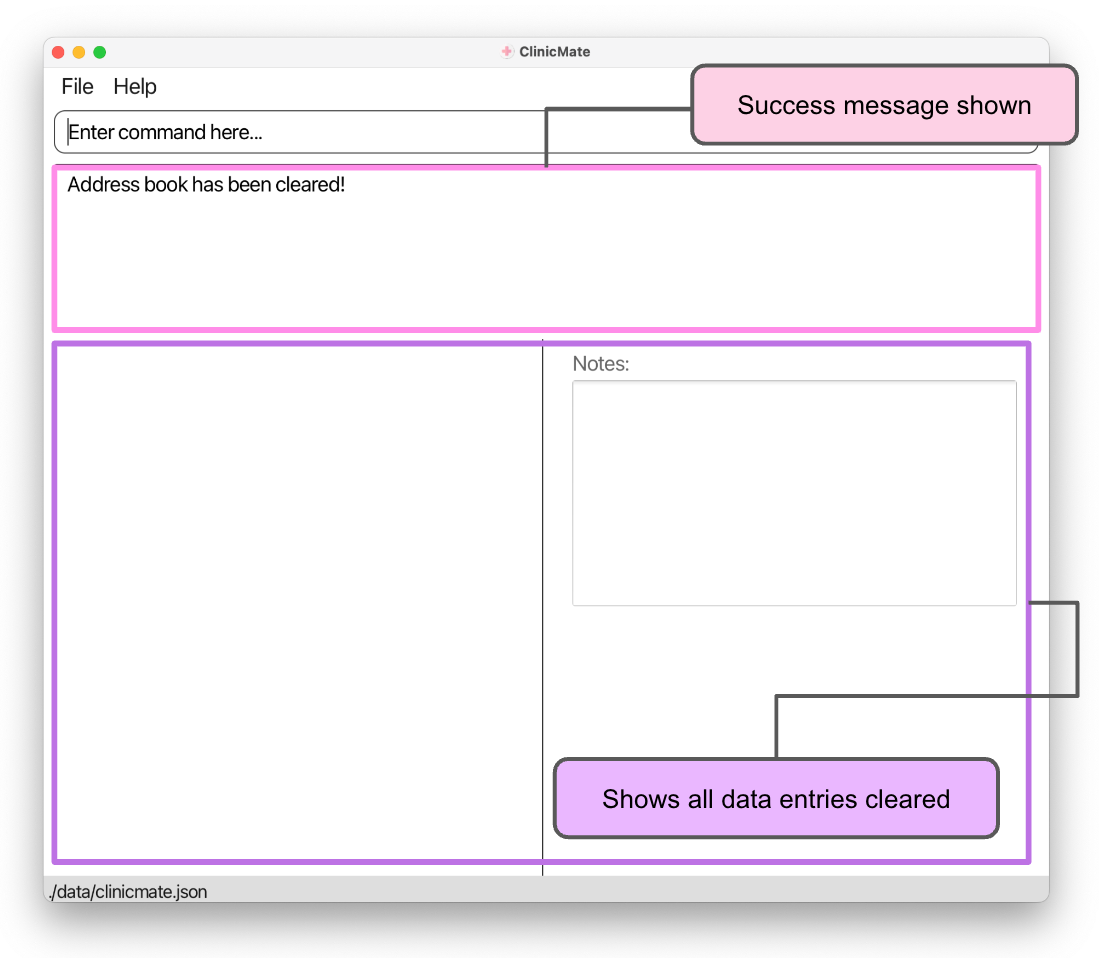 ClinicMate
File Help
Success message shown
Enter command here...
Address book has been cleared!
Notes:
Shows all data entries cleared
./data/clinicmate.json